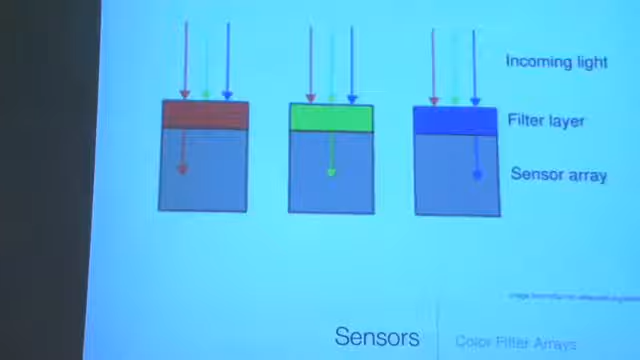 Incoming light
Filter layer
Sensor array
Sensors
Color Filter Arrays